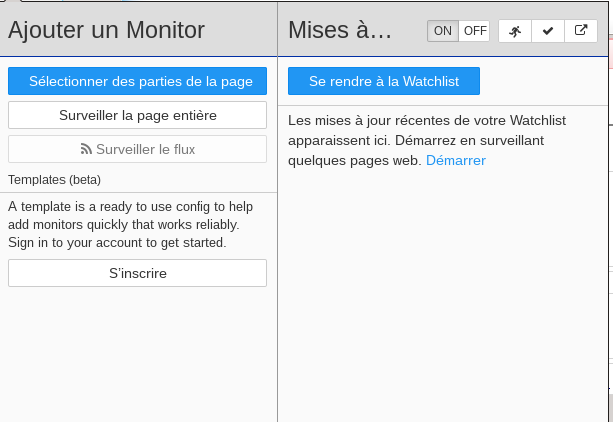 Ajouter un Monitor
Sélectionner des parties de la page
Surveiller la page entière
Surveiller le flux
Templates (beta)
A template is a ready to use config to help
add monitors quickly that works reliably.
Sign in to your account to get started.
S'inscrire
Mises à…
ON OFF
Se rendre à la Watchlist
Les mises à jour récentes de votre Watchlist
apparaissent ici. Démarrez en surveillant
quelques pages web. Démarrer